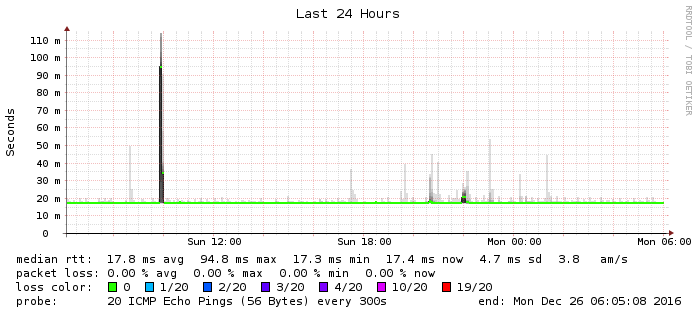 Last 24 Hours
RRDTOOL / TOBI OETIKER
Seconds
110 m
100 m
90 m
80 m
70 m
60 m
50 m
40 m
30 m
20 m
10 m
0
Sun 12:00 Sun 18:00 Mon 00:00 Mon 06:00
median rtt: 17.8 ms avg 94.8 ms max 17.3 ms min 17.4 ms now 4.7 ms sd 3.8 am/s
packet loss: 0.00 % avg 0.00 % max 0.00 % min 0.00 % now
loss color: 0 1/20 2/20 3/20 4/20 10/20 19/20
probe: 20 ICMP Echo Pings (56 Bytes) every 300s end: Mon Dec 26 06:05:08 2016